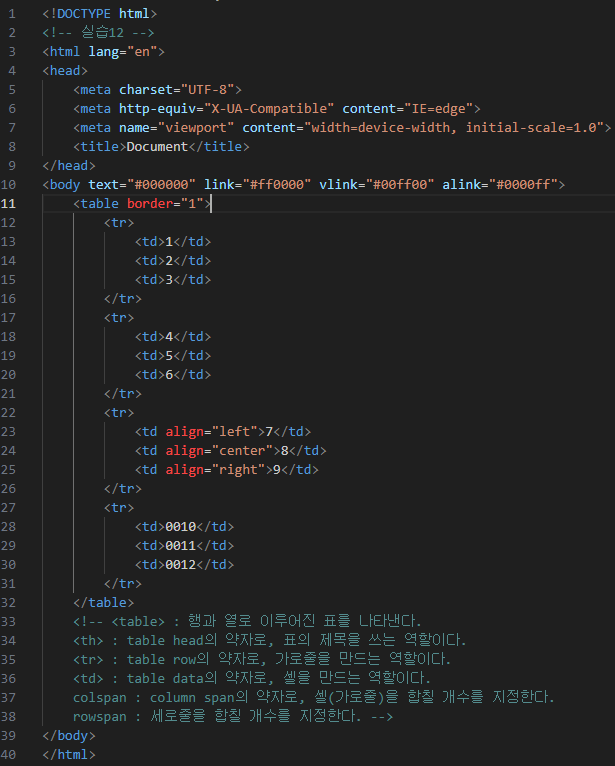 1 <!DOCTYPE html>
2 <!-- 실습12 -->
3 <html lang="en">
4 <head>
5     <meta charset="UTF-8">
6     <meta http-equiv="X-UA-Compatible" content="IE=edge">
7     <meta name="viewport" content="width=device-width, initial-scale=1.0">
8     <title>Document</title>
9 </head>
10 <body text="#000000" link="#ff0000" vlink="#00ff00" alink="#0000ff">
11     <table border="1">
12         <tr>
13             <td>1</td>
14             <td>2</td>
15             <td>3</td>
16         </tr>
17         <tr>
18             <td>4</td>
19             <td>5</td>
20             <td>6</td>
21         </tr>
22         <tr>
23             <td align="left">7</td>
24             <td align="center">8</td>
25             <td align="right">9</td>
26         </tr>
27         <tr>
28             <td>0010</td>
29             <td>0011</td>
30             <td>0012</td>
31         </tr>
32     </table>
33     <!-- <table> : 행과 열로 이루어진 표를 나타낸다.
34     <th> : table head의 약자로, 표의 제목을 쓰는 역할이다.
35     <tr> : table row의 약자로, 가로줄을 만드는 역할이다.
36     <td> : table data의 약자로, 셀을 만드는 역할이다.
37     colspan : column span의 약자로, 셀(가로줄)을 합칠 개수를 지정한다.
38     rowspan : 세로줄을 합칠 개수를 지정한다. -->
39 </body>
40 </html>